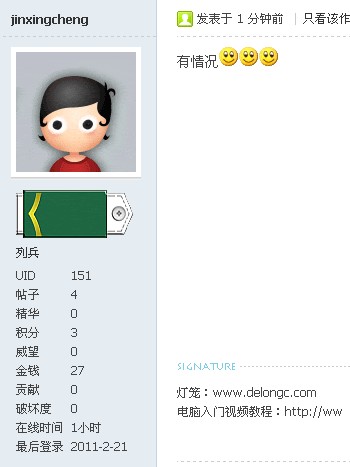 jinxingcheng
发表于 1 分钟前 | 只看该作
有情况
列兵
UID 151
帖子 4
精华 0
积分 3
威望 0
金钱 27
贡献 0
破坏度 0
在线时间 1小时
最后登录 2011-2-21
SIGNATURE
灯笼：www.delongc.com
电脑入门视频教程：http://ww